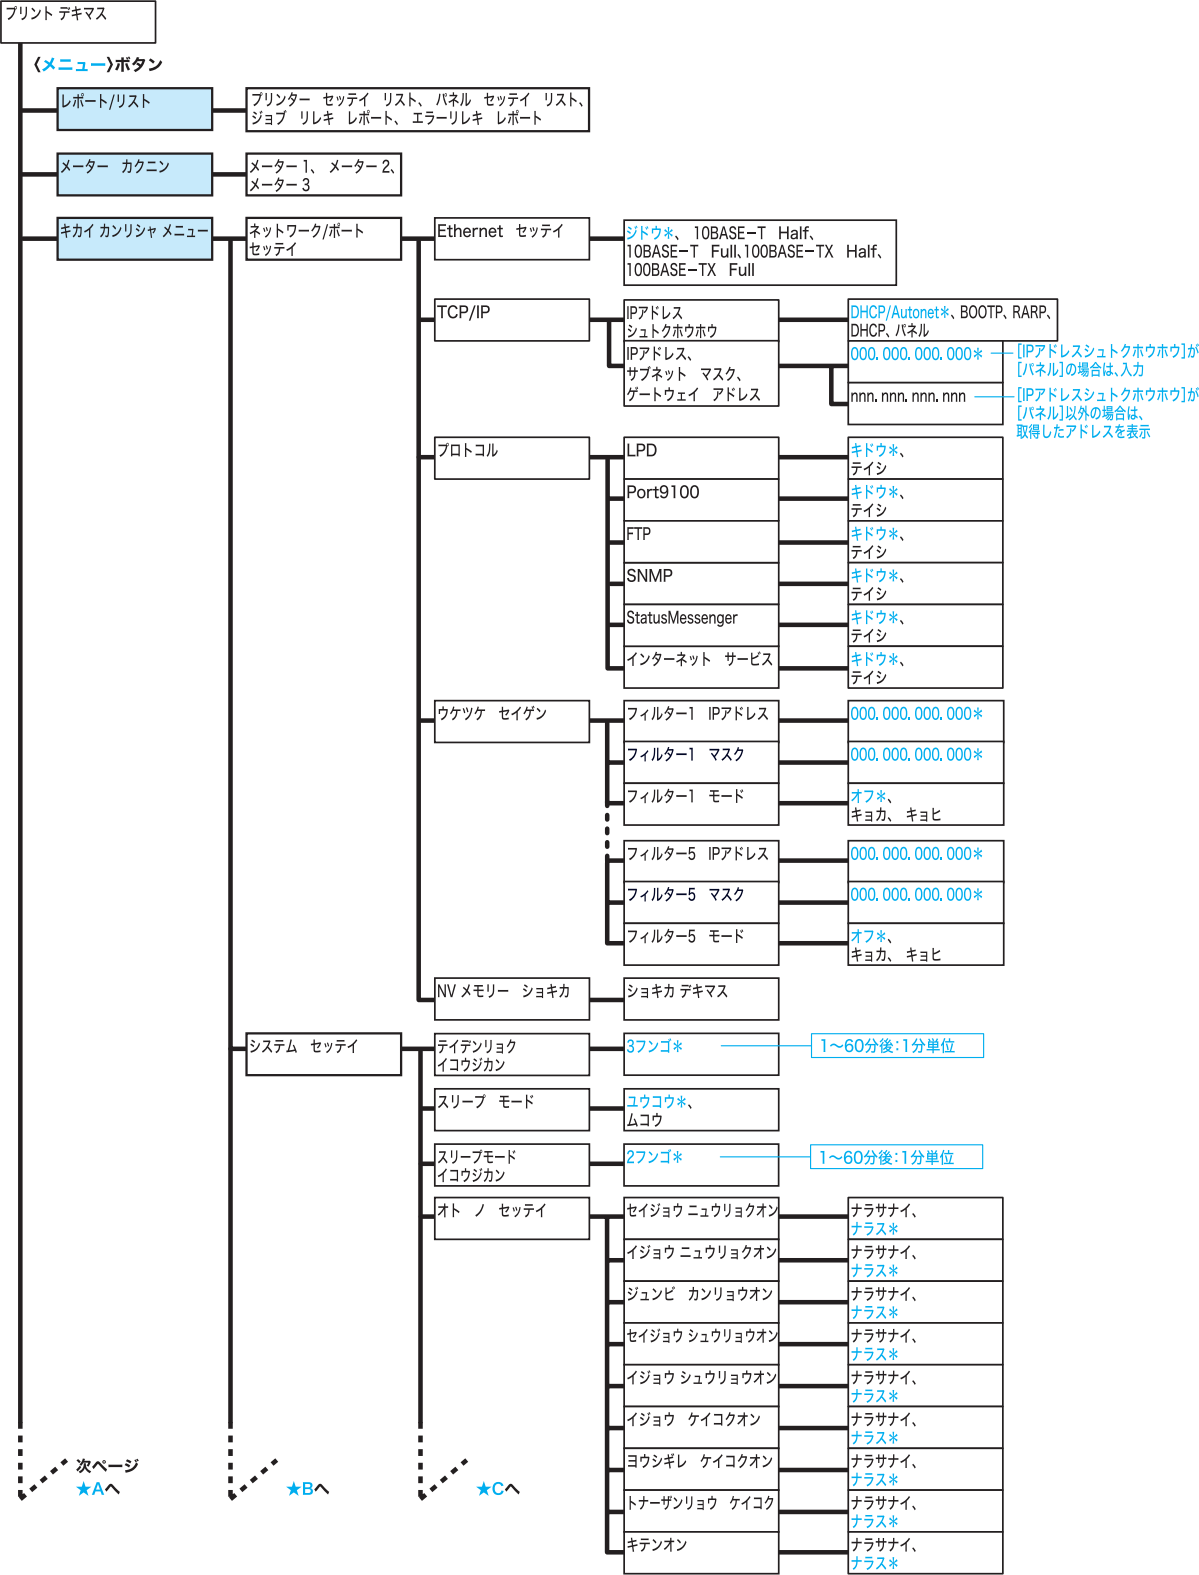 プリント デキマス
〈メニュー〉ボタン
レポート/リスト
プリンター　セッテイ　リスト、 パネル　セッテイ　リスト、
ジョブ　リレキ　レポート、 エラーリレキ　レポート
メーター　カクニン
メーター 1、 メーター 2、
メーター 3
キカイ カンリシャ メニュー
ネットワーク/ポート
セッテイ
Ethernet　セッテイ
ジドウ＊、 10BASE－T　Half、
10BASE－T　Full、100BASE－TX　Half、
100BASE－TX　Full
TCP/IP
IPアドレス
シュトクホウホウ
DHCP/Autonet＊、BOOTP、RARP、
DHCP、パネル
IPアドレス、
サブネット　マスク、
ゲートウェイ　アドレス
000. 000. 000. 000＊
[IPアドレスシュトクホウホウ]が
[パネル]の場合は、入力
nnn. nnn. nnn. nnn
[IPアドレスシュトクホウホウ]が
[パネル]以外の場合は、
取得したアドレスを表示
プロトコル
LPD
キドウ＊、
テイシ
Port9100
キドウ＊、
テイシ
FTP
キドウ＊、
テイシ
SNMP
キドウ＊、
テイシ
StatusMessenger
キドウ＊、
テイシ
インターネット　サービス
キドウ＊、
テイシ
ウケツケ　セイゲン
フィルター1　IPアドレス
000. 000. 000. 000＊
フィルター1　マスク
000. 000. 000. 000＊
フィルター1　モード
オフ＊、
キョカ、 キョヒ
フィルター5　IPアドレス
000. 000. 000. 000＊
フィルター5　マスク
000. 000. 000. 000＊
フィルター5　モード
オフ＊、
キョカ、 キョヒ
NV メモリー　ショキカ
ショキカ デキマス
システム　セッテイ
テイデンリョク
イコウジカン
3フンゴ＊
1～60分後：1分単位
スリープ　モード
ユウコウ＊、
ムコウ
スリープモード
イコウジカン
2フンゴ＊
1～60分後：1分単位
オト　ノ　セッテイ
セイジョウ ニュウリョクオン
ナラサナイ、
ナラス＊
イジョウ ニュウリョクオン
ナラサナイ、
ナラス＊
ジュンビ　カンリョウオン
ナラサナイ、
ナラス＊
セイジョウ シュウリョウオン
ナラサナイ、
ナラス＊
イジョウ シュウリョウオン
ナラサナイ、
ナラス＊
イジョウ　ケイコクオン
ナラサナイ、
ナラス＊
ヨウシギレ　ケイコクオン
ナラサナイ、
ナラス＊
トナーザンリョウ　ケイコク
ナラサナイ、
ナラス＊
キテンオン
ナラサナイ、
ナラス＊
次ページ
★Aへ
★Bへ
★Cへ